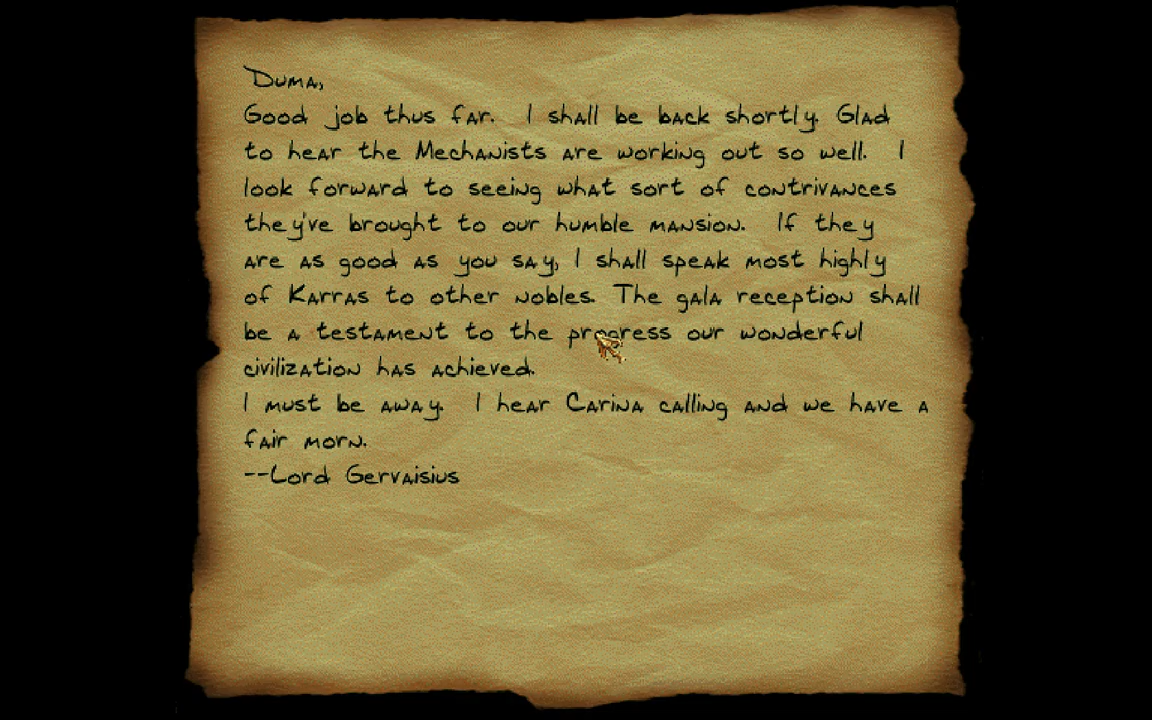 Duma,
Good job thus far. I shall be back shortly. Glad
to hear the Mechanists are working out so well. I
look forward to seeing what sort of contrivances
they've brought to our humble mansion. If they
are as good as you say, I shall speak most highly
of Karras to other nobles. The gala reception shall
be a testament to the progress our wonderful
civilization has achieved.
I must be away. I hear Carina calling and we have a
fair morn.
--Lord Gervaisius